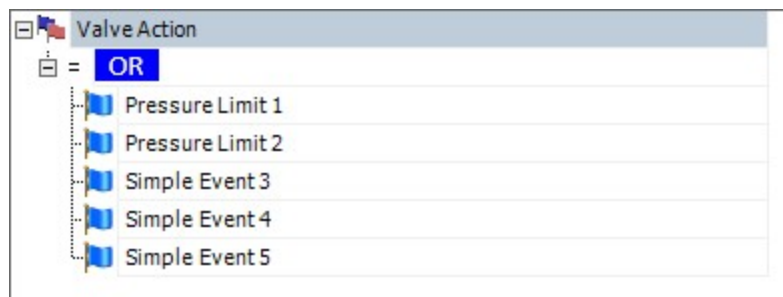 Valve Action
= OR
Pressure Limit 1
Pressure Limit 2
Simple Event 3
Simple Event 4
Simple Event 5